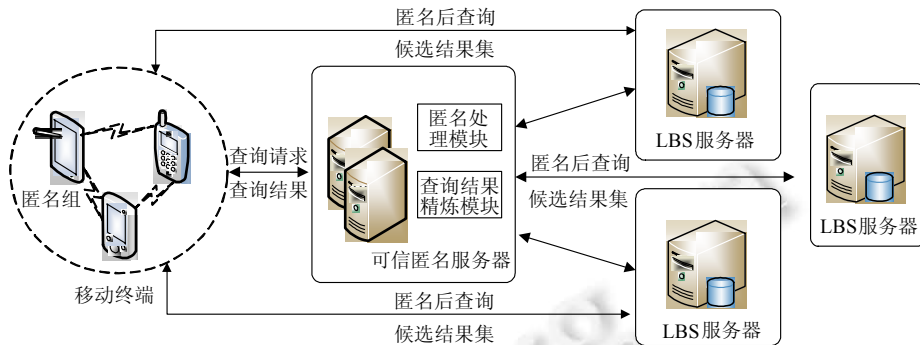 匿名后查询
候选结果集
LBS服务器
匿名处
理模块
查询请求
查询结果
匿名组
查询结果
精炼模块
匿名后查询
候选结果集
LBS服务器
可信匿名服务器
移动终端
匿名后查询
候选结果集
LBS服务器